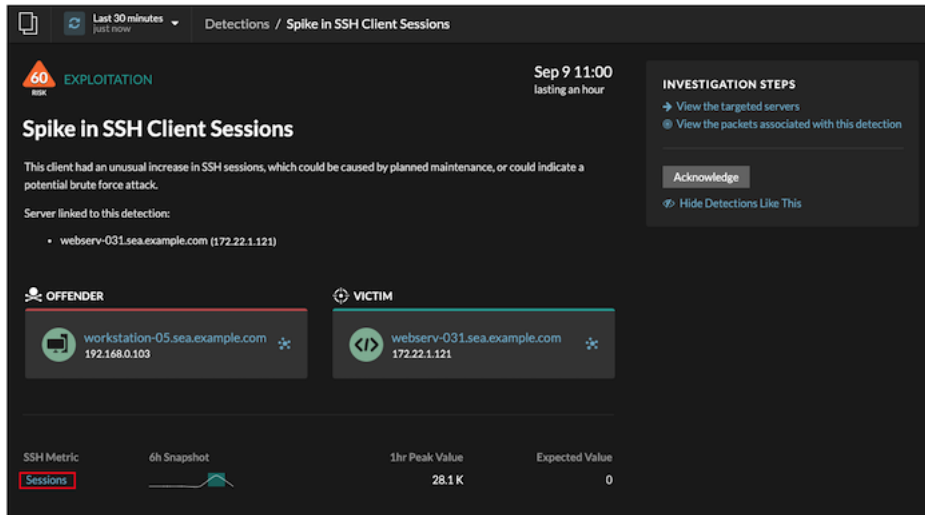 Last 30 minutes
just now
Detections / Spike in SSH Client Sessions
60
RISK
EXPLOITATION
Sep 9 11:00
lasting an hour
Spike in SSH Client Sessions
This client had an unusual increase in SSH sessions, which could be caused by planned maintenance, or could indicate a
potential brute force attack.
Server linked to this detection:
• webserv-031.sea.example.com (172.22.1.121)
OFFENDER
workstation-05.sea.example.com
192.168.0.103
VICTIM
webserv-031.sea.example.com
172.22.1.121
SSH Metric 6h Snapshot 1hr Peak Value Expected Value
Sessions 28.1 K 0
INVESTIGATION STEPS
View the targeted servers
View the packets associated with this detection
Acknowledge
Hide Detections Like This